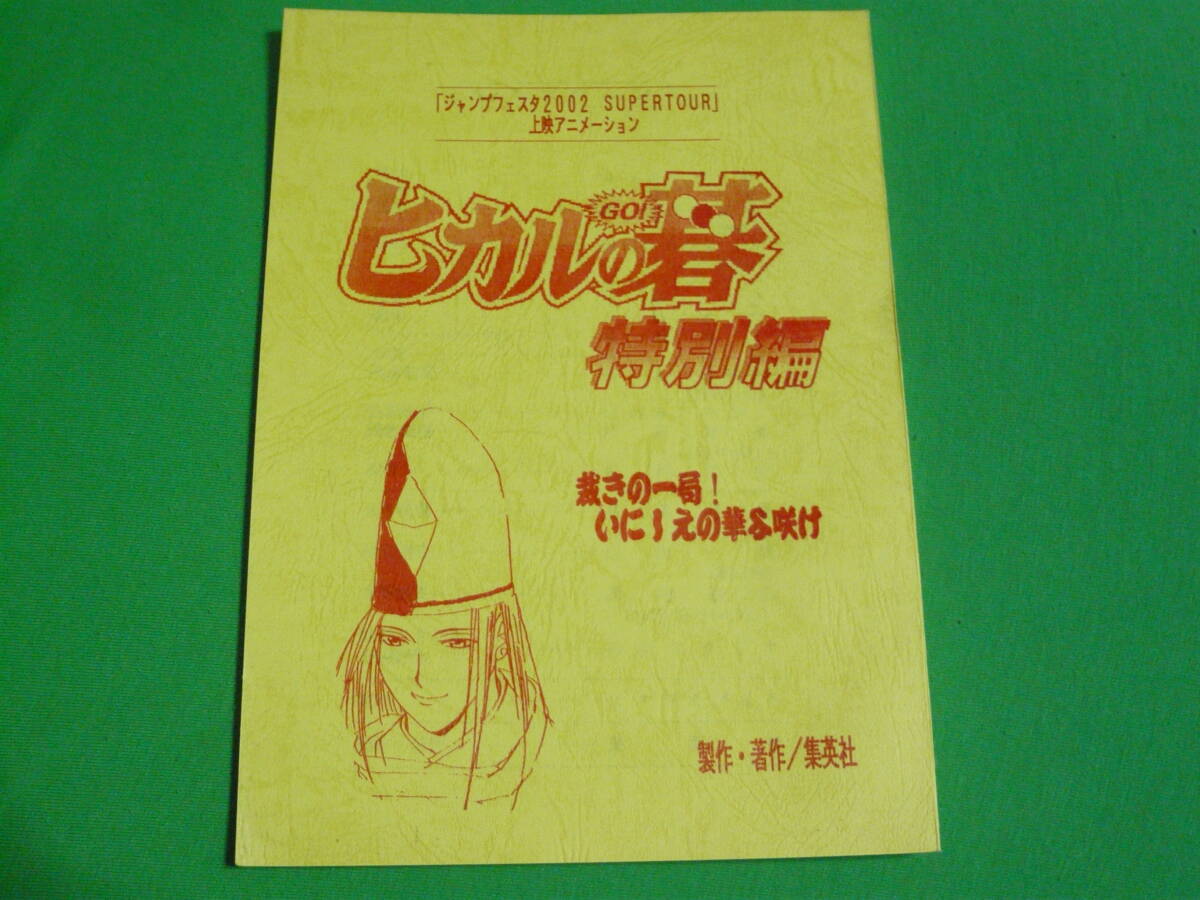 「ジャンプフェスタ2002 SUPERTOUR」
上映アニメーション
ヒカルの碁
GO!
特別編
裁きの一局!
いにしえの華よ咲け
製作・著作/集英社